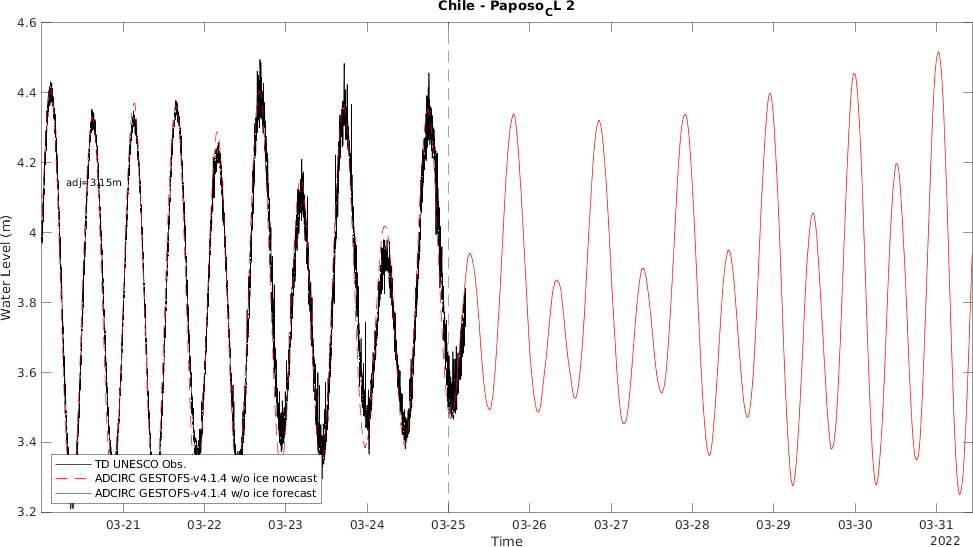 Chile - Paposo_CL 2
4.6
4.4
4.2
4
3.8
3.6
3.4
3.2
Water Level (m)
adj=3.15m
TD UNESCO Obs.
ADCIRC GESTOFS-v4.1.4 w/o ice nowcast
ADCIRC GESTOFS-v4.1.4 w/o ice forecast
03-21 03-22 03-23 03-24 03-25 03-26 03-27 03-28 03-29 03-30 03-31
Time
2022